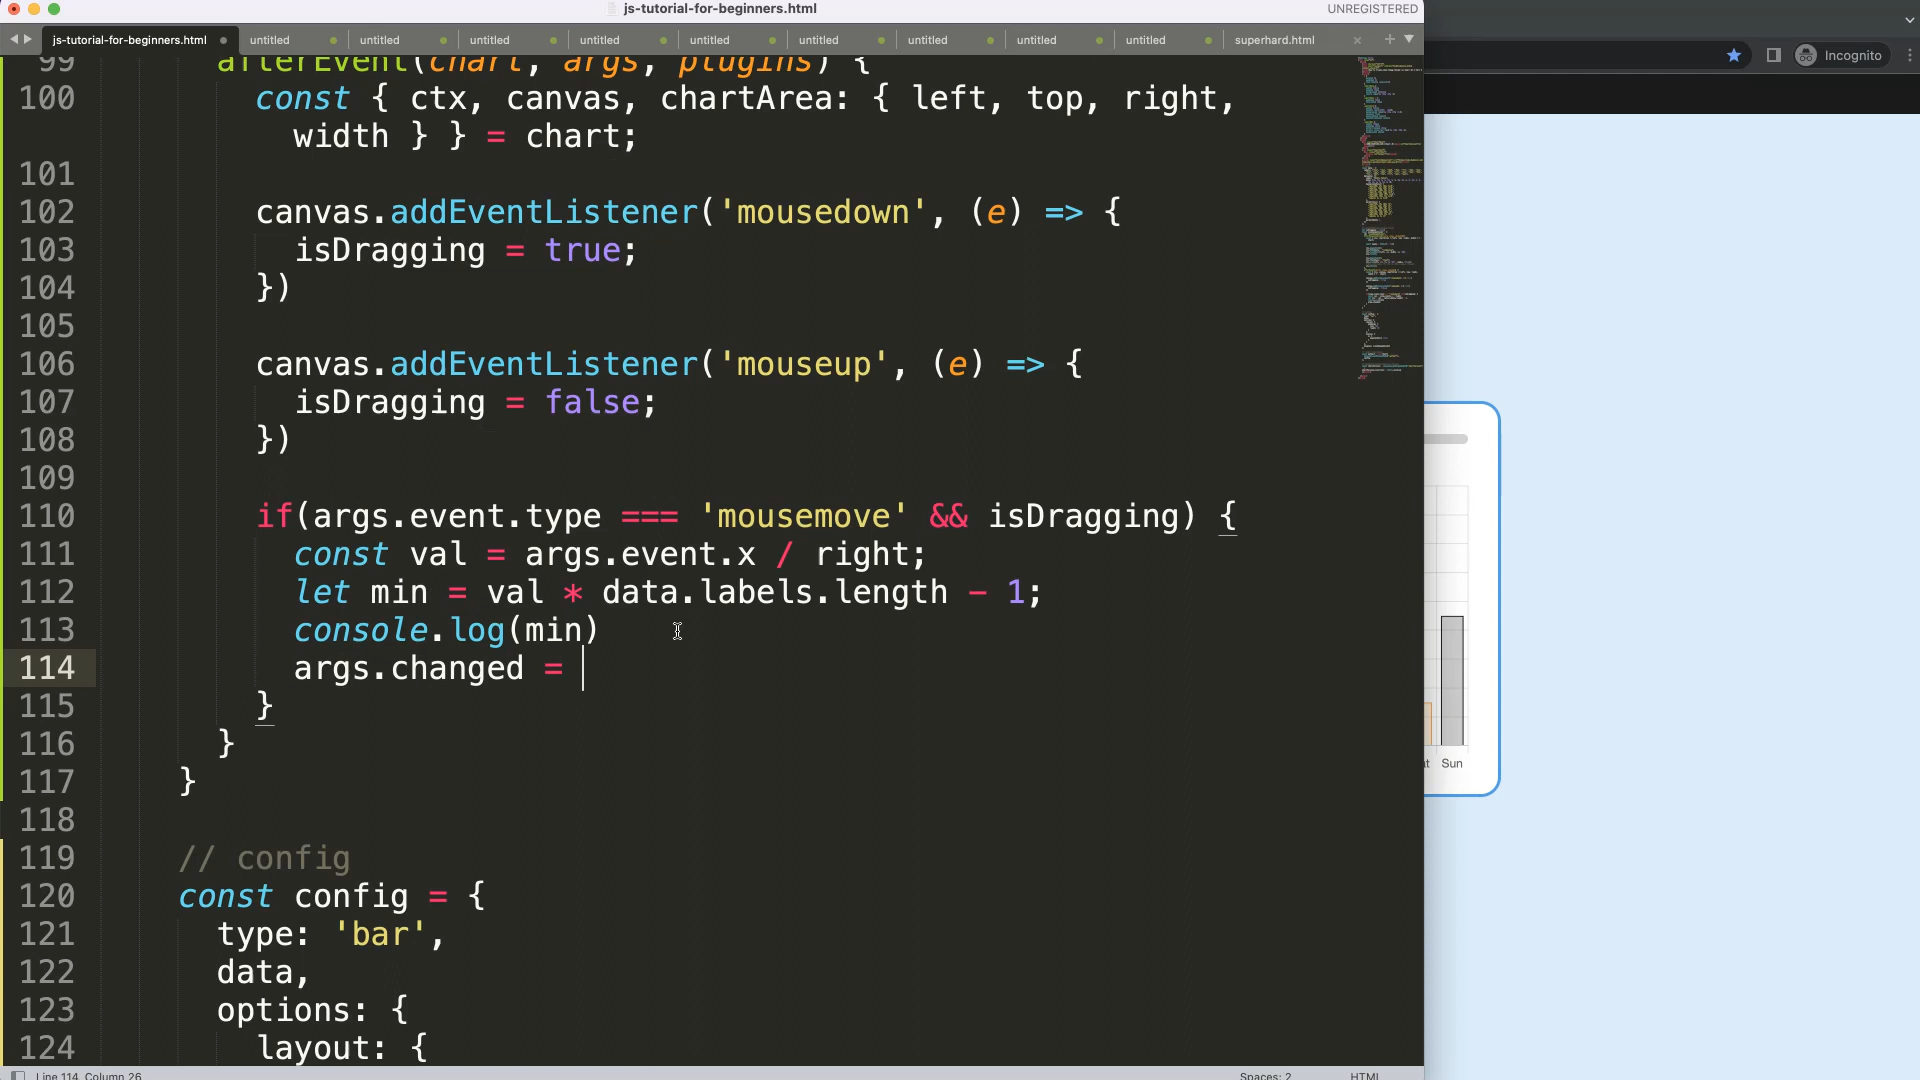 js-tutorial-for-beginners.html
UNREGISTERED
js-tutorial-for-beginners.html untitled untitled untitled untitled untitled untitled untitled untitled untitled superhard.html
Incognito
99 afterEvent(chart, args, plugins) {
100 const { ctx, canvas, chartArea: { left, top, right,
width } } = chart;
101
102 canvas.addEventListener('mousedown', (e) => {
103 isDragging = true;
104 })
105
106 canvas.addEventListener('mouseup', (e) => {
107 isDragging = false;
108 })
109
110 if(args.event.type === 'mousemove' && isDragging) {
111 const val = args.event.x / right;
112 let min = val * data.labels.length - 1;
113 console.log(min)
114 args.changed =
115 }
116 }
117 }
118
119 // config
120 const config = {
121 type: 'bar',
122 data,
123 options: {
124 layout: {
Sun
Line 114, Column 26
Spaces: 2
HTML